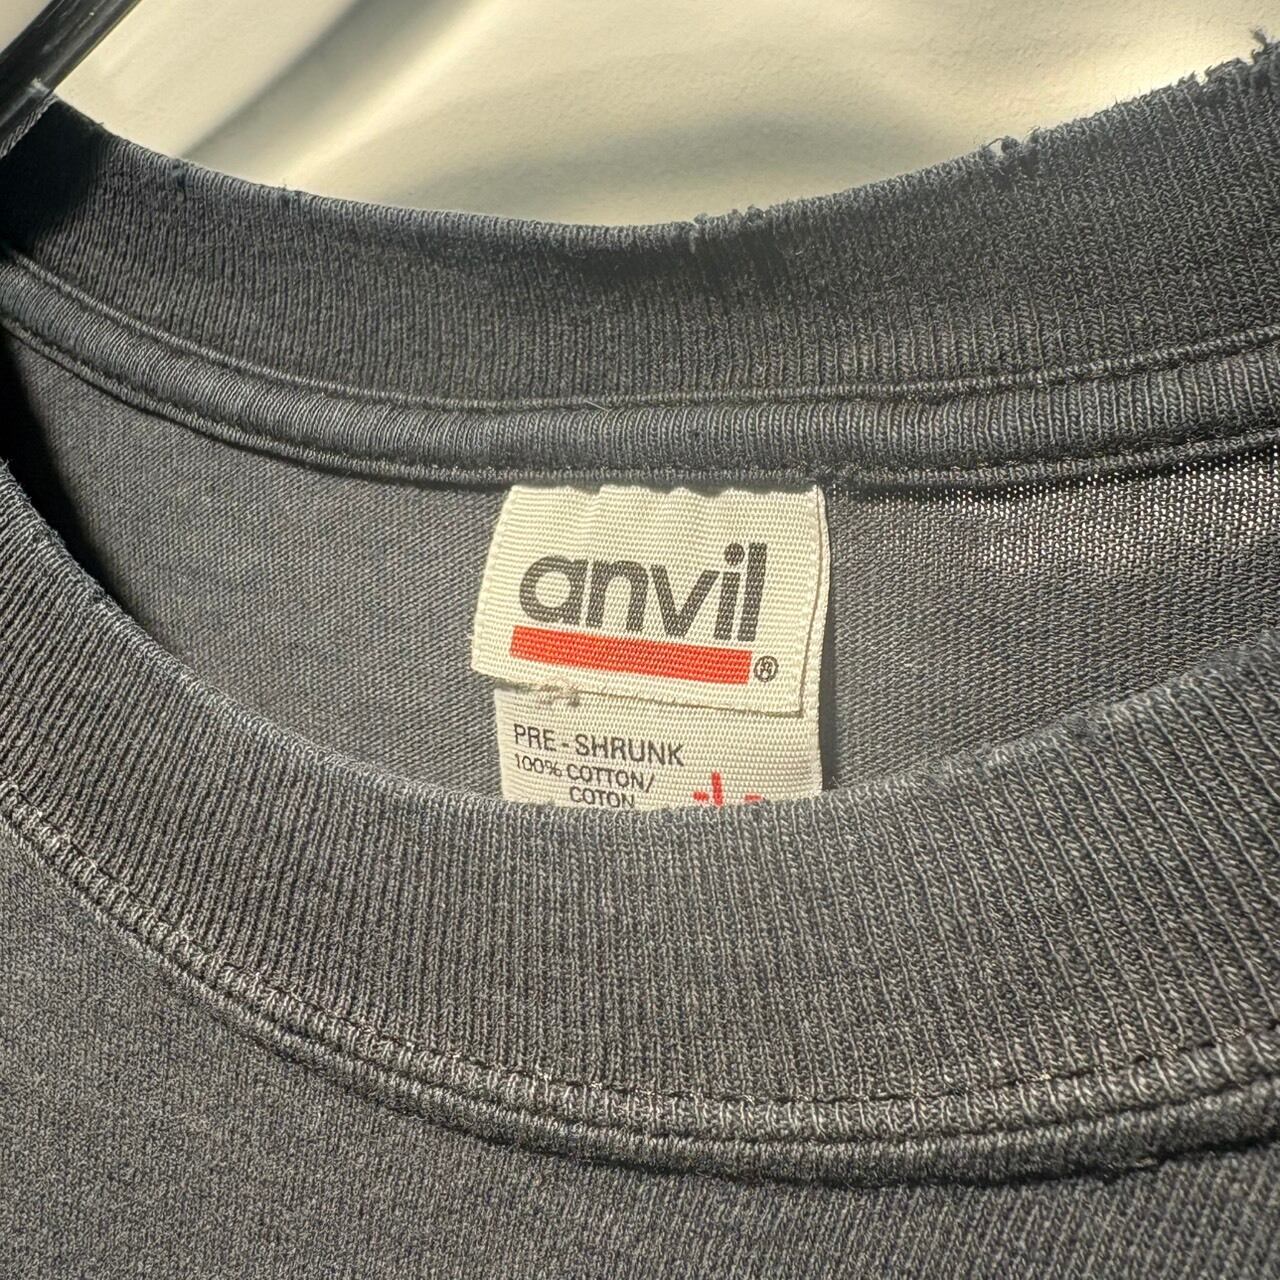 anvil
®
PRE-SHRUNK
100% COTTON/
COTON